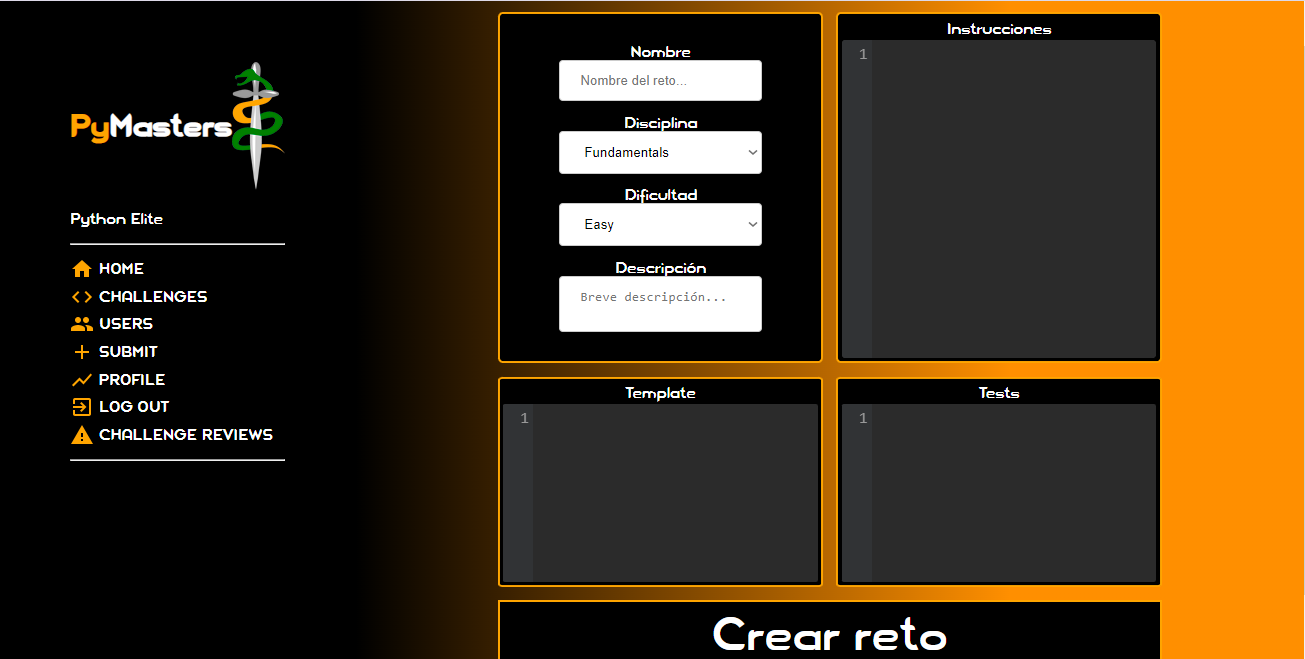 PyMasters
Python Elite
HOME
CHALLENGES
USERS
SUBMIT
PROFILE
LOG OUT
CHALLENGE REVIEWS
Nombre
Nombre del reto...
Disciplina
Fundamentals
Dificultad
Easy
Descripción
Breve descripción...
Instrucciones
1
Template
1
Tests
1
Crear reto